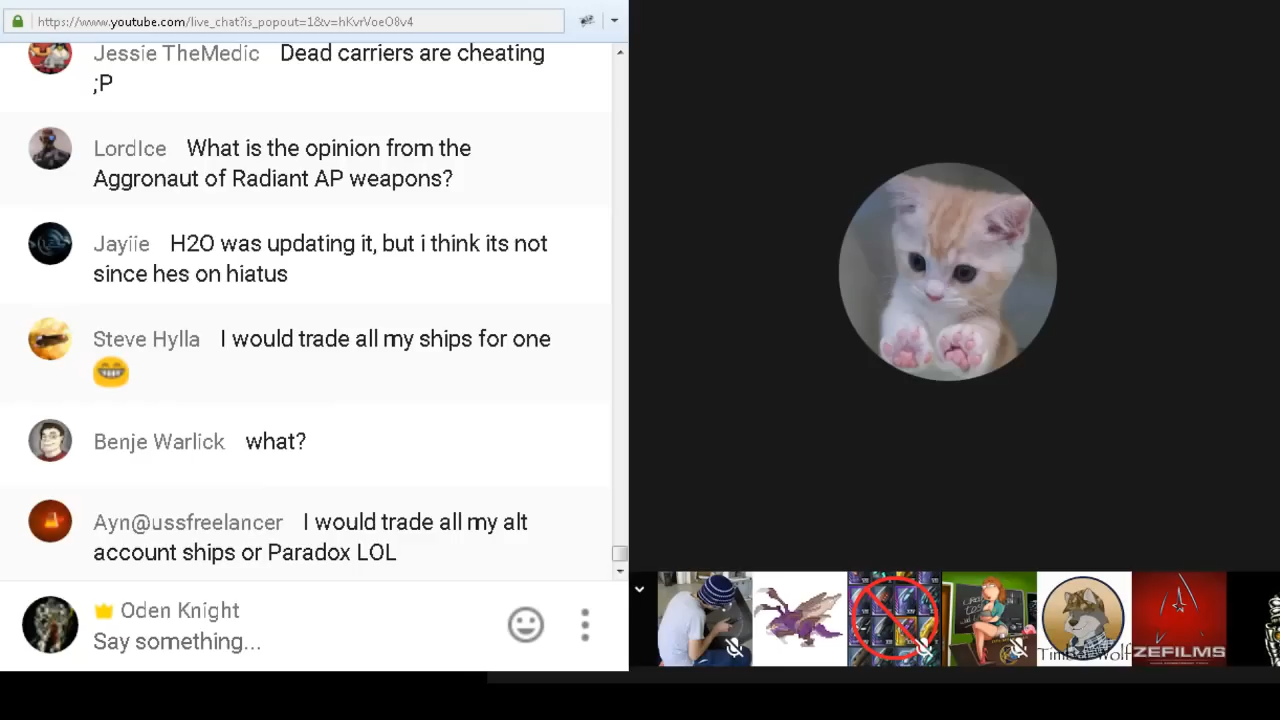 https://www.youtube.com/live_chat?is_popout=1&v=hKvrVoeO8v4
Jessie TheMedic Dead carriers are cheating
;P
LordIce What is the opinion from the
Aggronaut of Radiant AP weapons?
Jayiie H2O was updating it, but i think its not
since hes on hiatus
Steve Hylla I would trade all my ships for one
Benje Warlick what?
Ayn@ussfreelancer I would trade all my alt
account ships or Paradox LOL
Oden Knight
Say something...
Timber Wolf
ZEFILMS